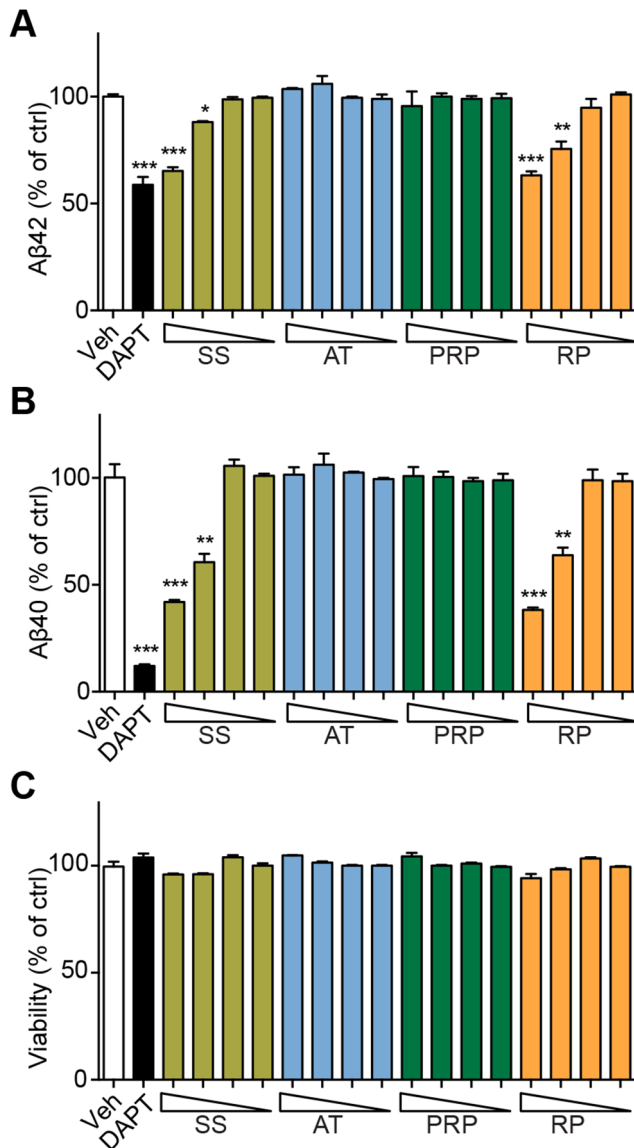 A
Aβ42 (% of ctrl)
100
50
0
***
***
*
***
**
Veh
DAPT
SS
AT
PRP
RP
B
Aβ40 (% of ctrl)
100
50
0
***
***
**
***
**
Veh
DAPT
SS
AT
PRP
RP
C
Viability (% of ctrl)
100
50
0
Veh
DAPT
SS
AT
PRP
RP